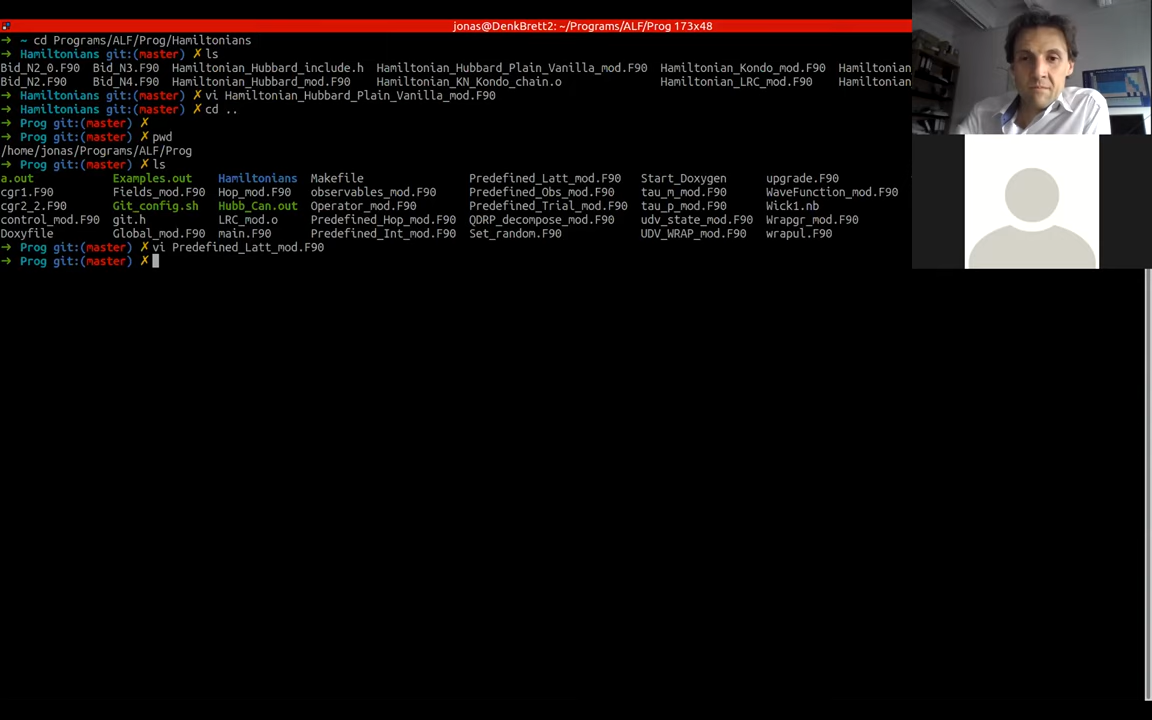 jonas@DenkBrett2: ~/Programs/ALF/Prog 173x48
➜ ~ cd Programs/ALF/Prog/Hamiltonians
➜ Hamiltonians git:(master) ✗ ls
Bid_N2_0.F90 Bid_N3.F90 Hamiltonian_Hubbard_include.h Hamiltonian_Hubbard_Plain_Vanilla_mod.F90 Hamiltonian_Kondo_mod.F90 Hamiltonian
Bid_N2.F90 Bid_N4.F90 Hamiltonian_Hubbard_mod.F90 Hamiltonian_KN_Kondo_chain.o Hamiltonian_LRC_mod.F90 Hamiltonian
➜ Hamiltonians git:(master) ✗ vi Hamiltonian_Hubbard_Plain_Vanilla_mod.F90
➜ Hamiltonians git:(master) ✗ cd ..
➜ Prog git:(master) ✗
➜ Prog git:(master) ✗ pwd
/home/jonas/Programs/ALF/Prog
➜ Prog git:(master) ✗ ls
a.out Examples.out Hamiltonians Makefile Predefined_Latt_mod.F90 Start_Doxygen upgrade.F90
cgr1.F90 Fields_mod.F90 Hop_mod.F90 observables_mod.F90 Predefined_Obs_mod.F90 tau_m_mod.F90 WaveFunction_mod.F90
cgr2_2.F90 Git_config.sh Hubb_Can.out Operator_mod.F90 Predefined_Trial_mod.F90 tau_p_mod.F90 Wick1.nb
control_mod.F90 git.h LRC_mod.o Predefined_Hop_mod.F90 QDRP_decompose_mod.F90 udv_state_mod.F90 Wrapgr_mod.F90
Doxyfile Global_mod.F90 main.F90 Predefined_Int_mod.F90 Set_random.F90 UDV_WRAP_mod.F90 wrapul.F90
➜ Prog git:(master) ✗ vi Predefined_Latt_mod.F90
➜ Prog git:(master) ✗